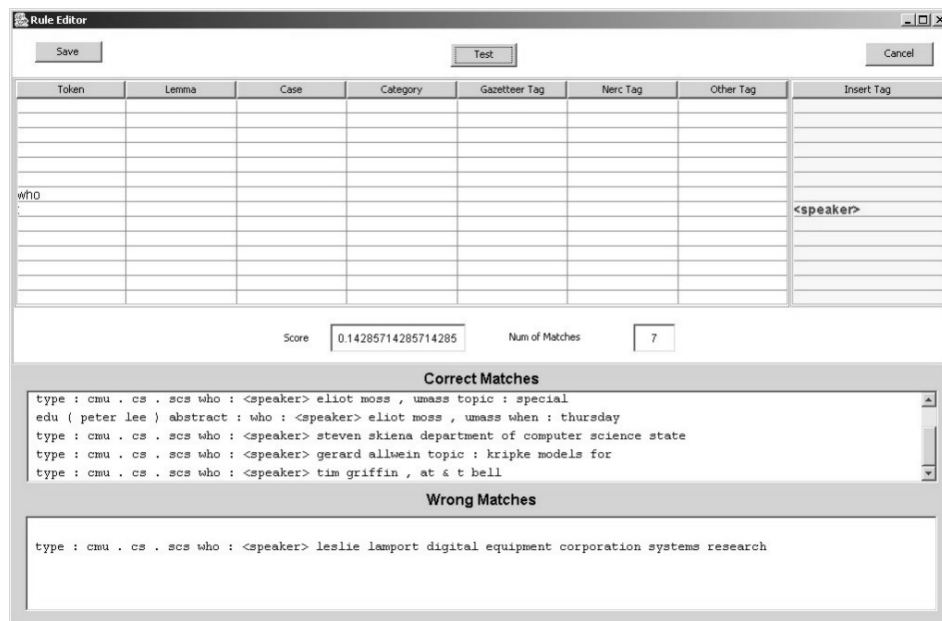 Rule Editor
Save Test Cancel
Token Lemma Case Category Gazetteer Tag Nerc Tag Other Tag Insert Tag
who
: <speaker>
Score 0.14285714285714285 Num of Matches 7
Correct Matches
type : cmu . cs . scs who : <speaker> eliot moss , umass topic : special
edu ( peter lee ) abstract : who : <speaker> eliot moss , umass when : thursday
type : cmu . cs . scs who : <speaker> steven skiena department of computer science state
type : cmu . cs . scs who : <speaker> gerard allwein topic : kripke models for
type : cmu . cs . scs who : <speaker> tim griffin , at & t bell
Wrong Matches
type : cmu . cs . scs who : <speaker> leslie lamport digital equipment corporation systems research